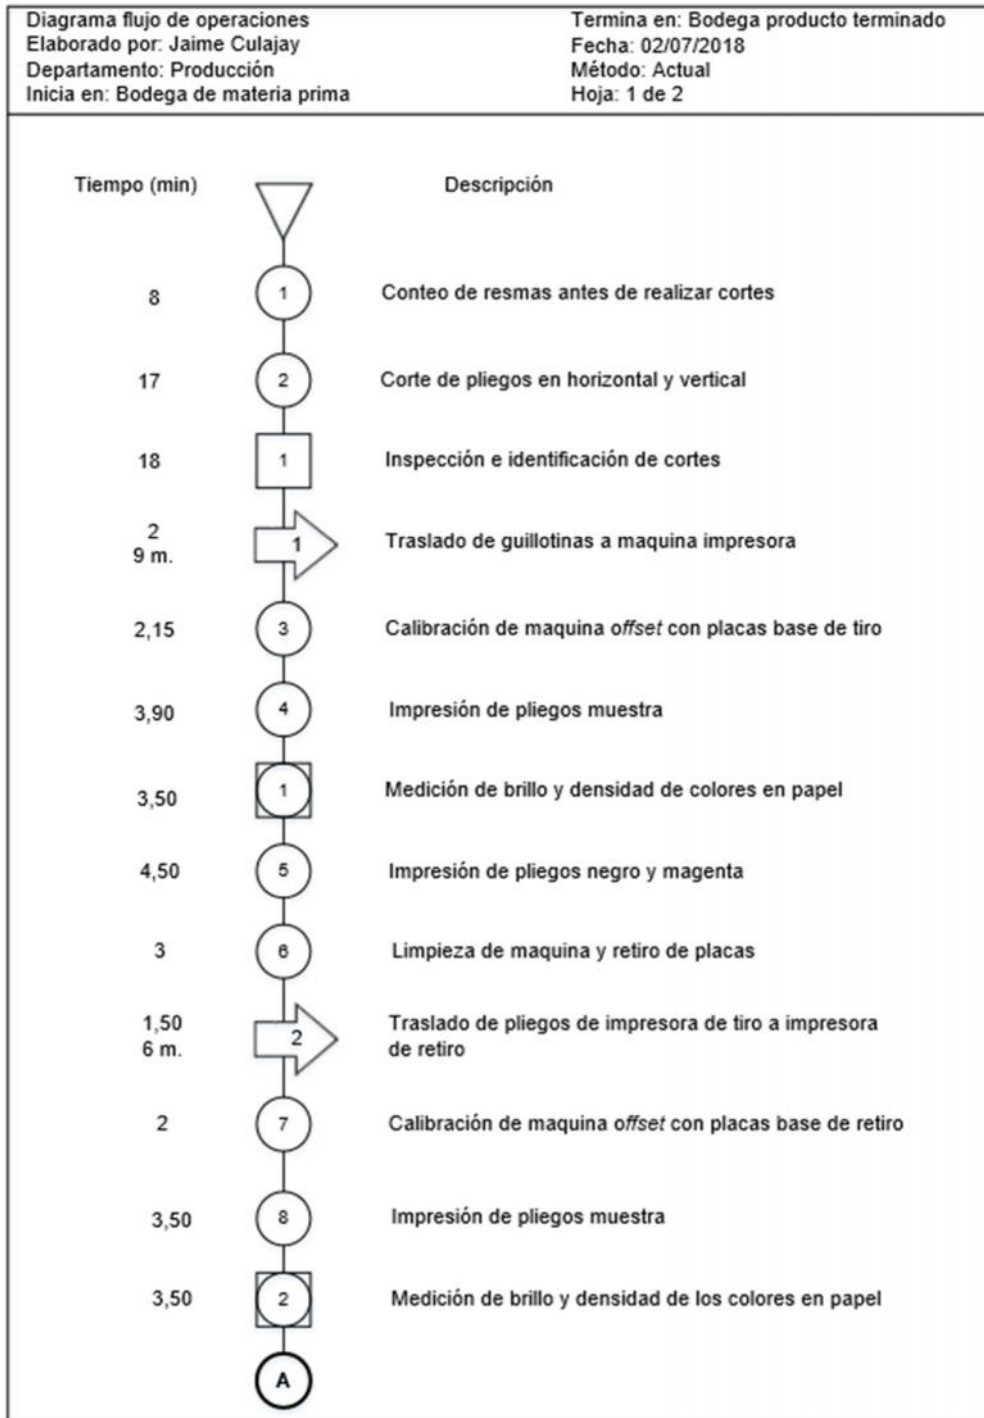 Diagrama flujo de operaciones
Elaborado por: Jaime Culajay
Departamento: Producción
Inicia en: Bodega de materia prima
Termina en: Bodega producto terminado
Fecha: 02/07/2018
Método: Actual
Hoja: 1 de 2
Tiempo (min) Descripción
8 1 Conteo de resmas antes de realizar cortes
17 2 Corte de pliegos en horizontal y vertical
18 1 Inspección e identificación de cortes
2
9 m. 1 Traslado de guillotinas a maquina impresora
2,15 3 Calibración de maquina offset con placas base de tiro
3,90 4 Impresión de pliegos muestra
3,50 1 Medición de brillo y densidad de colores en papel
4,50 5 Impresión de pliegos negro y magenta
3 6 Limpieza de maquina y retiro de placas
1,50 2 Traslado de pliegos de impresora de tiro a impresora
6 m. de retiro
2 7 Calibración de maquina offset con placas base de retiro
3,50 8 Impresión de pliegos muestra
3,50 2 Medición de brillo y densidad de los colores en papel
A